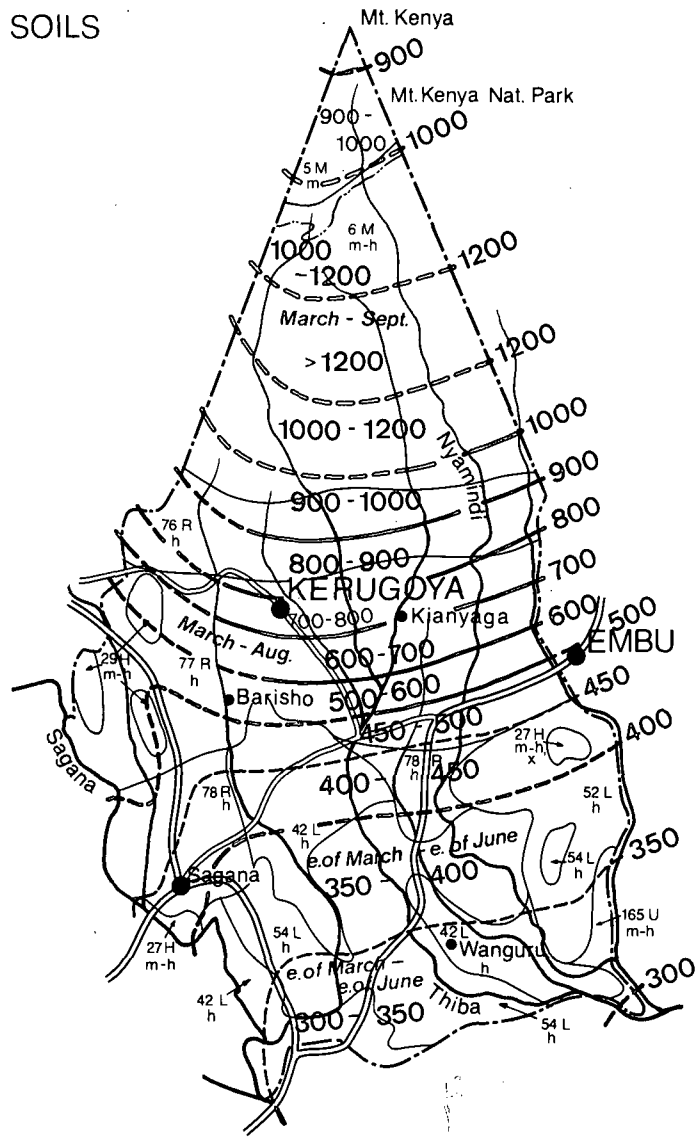 SOILS
Mt. Kenya
900
Mt. Kenya Nat. Park
900 -
1000
1000
5 M
m
6 M
m-h
1000
-1200
1200
March - Sept.
>1200
1200
1000 - 1200
1000
Nyamindi
900 - 1000
900
76 R
h
800
800-900
700
KERUGOYA
700-800
Kianyaga
600
500
March - Aug.
600-700
EMBU
29 H
m-h
77 R
h
500-600
Barisho
450
Sagana
450 - 500
27 H
m-h,
x
400
78 R
h
450
400 -
78 R
h
52 L
h
42 L
h
e. of March - e. of June
350
54 L
h
Sagana
350 - 400
165 U
m-h
27 H
m-h
54 L
h
42 L
h
Wanguru
e. of March -
e. of June
300
42 L
h
Thiba
300 - 350
54 L
h